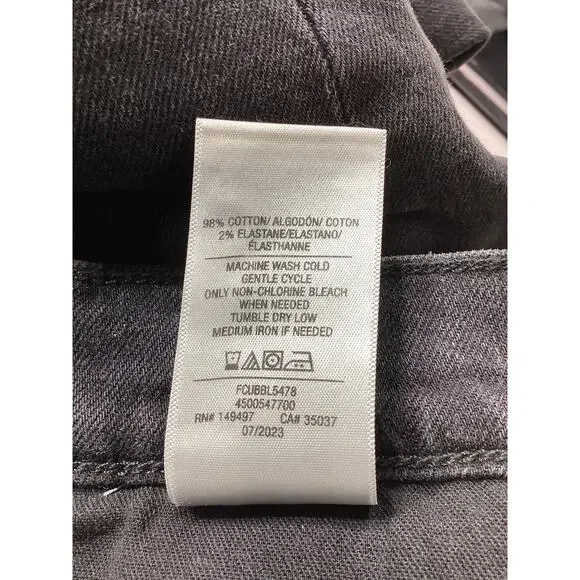 98% COTTON/ ALGODÓN/ COTON
2% ELASTANE/ELASTANO/
ÉLASTHANNE
MACHINE WASH COLD
GENTLE CYCLE
ONLY NON-CHLORINE BLEACH
WHEN NEEDED
TUMBLE DRY LOW
MEDIUM IRON IF NEEDED
FCUBBL5478
4500547700
RN# 149497 CA# 35037
07/2023